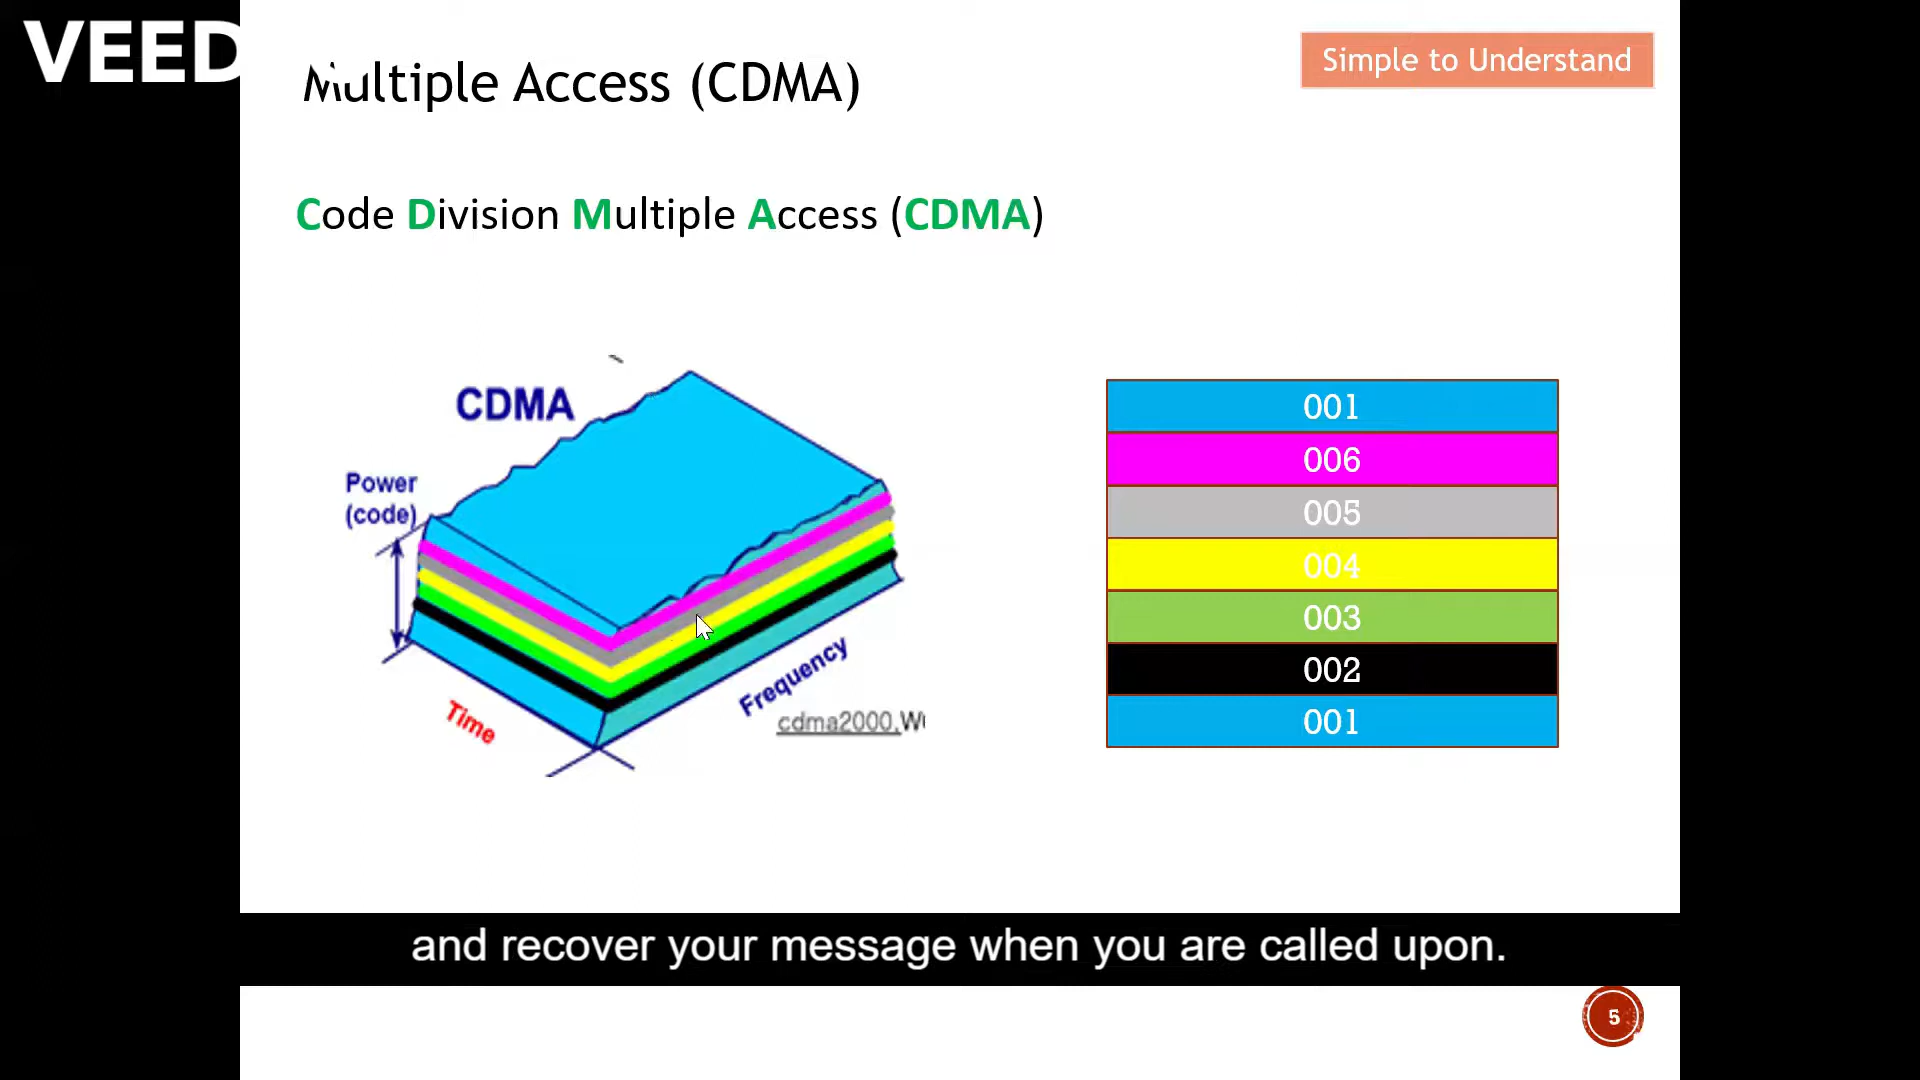 VEED
Multiple Access (CDMA)
Simple to Understand
Code Division Multiple Access (CDMA)
CDMA
Power
(code)
Time
Frequency
cdma2000,W
001
006
005
004
003
002
001
and recover your message when you are called upon.
5